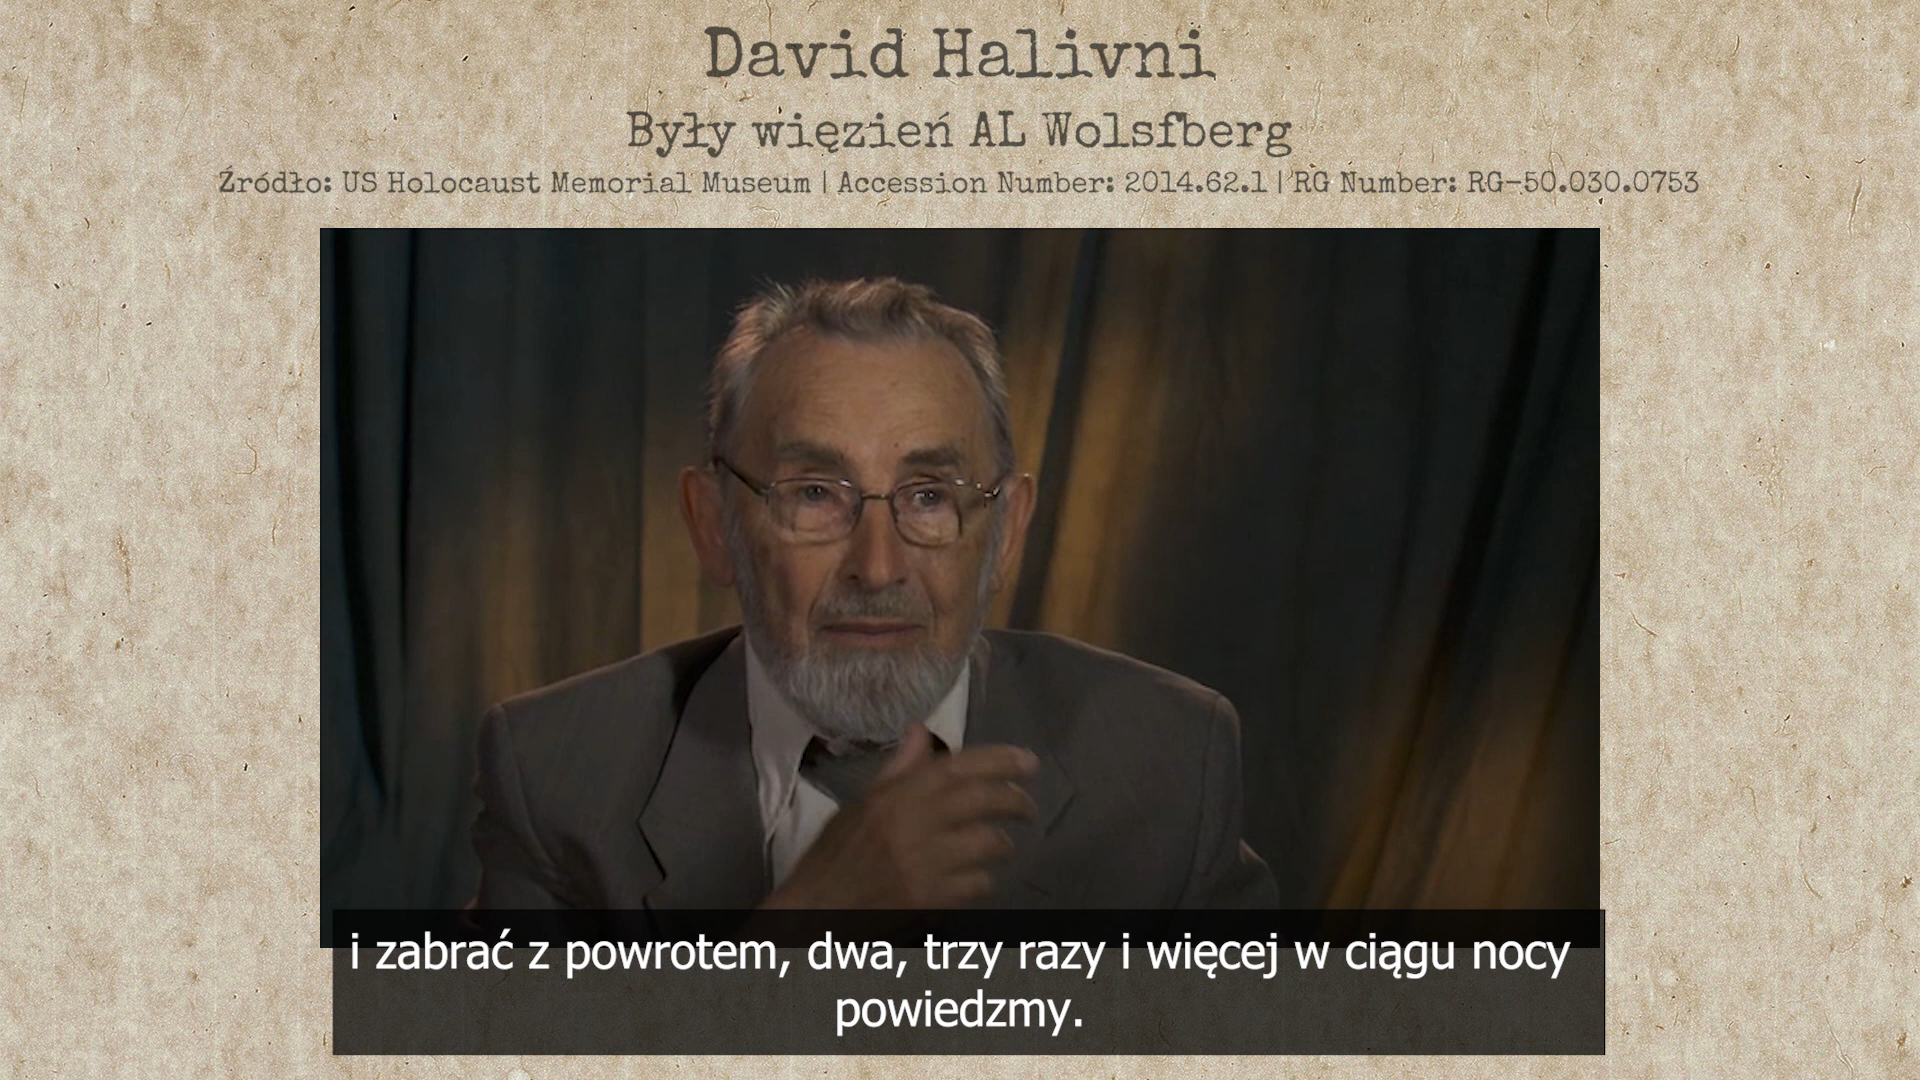 David Halivni
Były więzień AL Wolsfberg
Źródło: US Holocaust Memorial Museum | Accession Number: 2014.62.1 | RG Number: RG-50.030.0753
i zabrać z powrotem, dwa, trzy razy i więcej w ciągu nocy
powiedzmy.